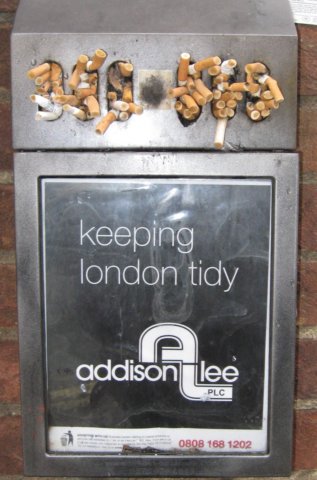 keeping
london tidy
addison lee
PLC
0808 168 1202